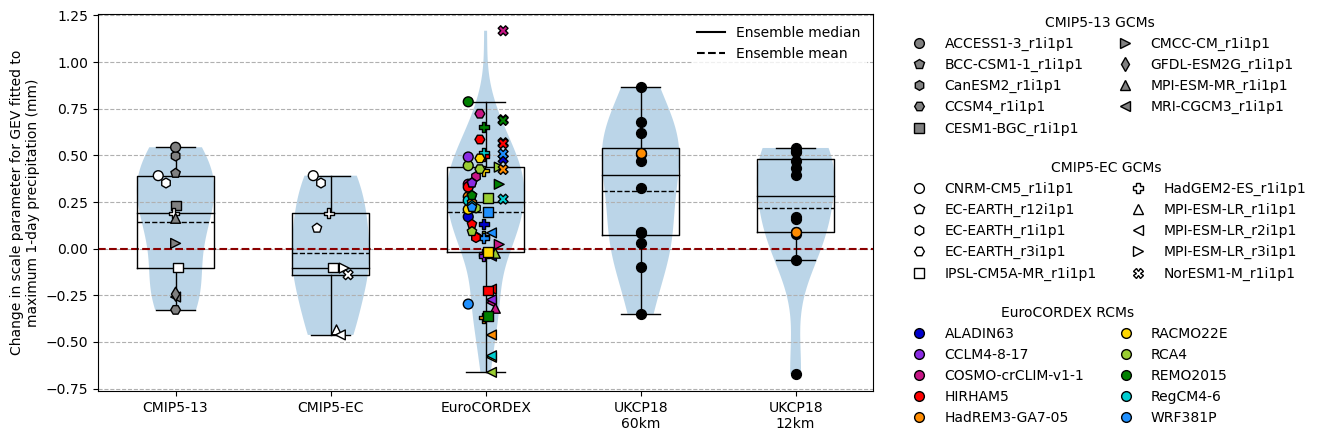 Change in scale parameter for GEV fitted to
maximum 1-day precipitation (mm)
1.25
1.00
0.75
0.50
0.25
0.00
−0.25
−0.50
−0.75
Ensemble median
Ensemble mean
CMIP5-13
CMIP5-EC
EuroCORDEX
UKCP18
60km
UKCP18
12km
CMIP5-13 GCMs
ACCESS1-3_r1i1p1
BCC-CSM1-1_r1i1p1
CanESM2_r1i1p1
CCSM4_r1i1p1
CESM1-BGC_r1i1p1
CMCC-CM_r1i1p1
GFDL-ESM2G_r1i1p1
MPI-ESM-MR_r1i1p1
MRI-CGCM3_r1i1p1
CMIP5-EC GCMs
CNRM-CM5_r1i1p1
EC-EARTH_r12i1p1
EC-EARTH_r1i1p1
EC-EARTH_r3i1p1
IPSL-CM5A-MR_r1i1p1
HadGEM2-ES_r1i1p1
MPI-ESM-LR_r1i1p1
MPI-ESM-LR_r2i1p1
MPI-ESM-LR_r3i1p1
NorESM1-M_r1i1p1
EuroCORDEX RCMs
ALADIN63
CCLM4-8-17
COSMO-crCLIM-v1-1
HIRHAM5
HadREM3-GA7-05
RACMO22E
RCA4
REMO2015
RegCM4-6
WRF381P